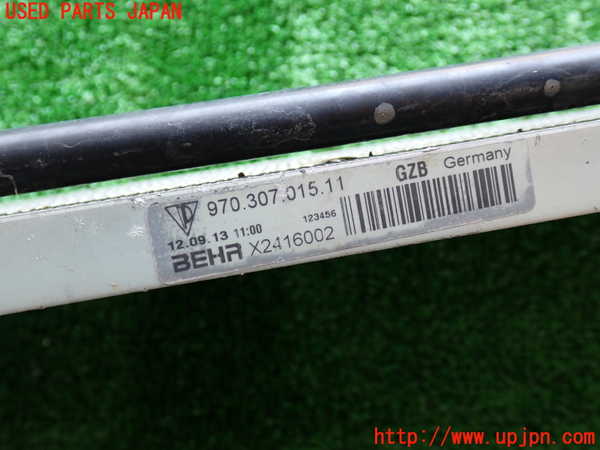 USED PARTS JAPAN
970.307.015.11
GZB Germany
12.09.13 11:00
123456
BEHR X2416002
http://www.upjpn.com/